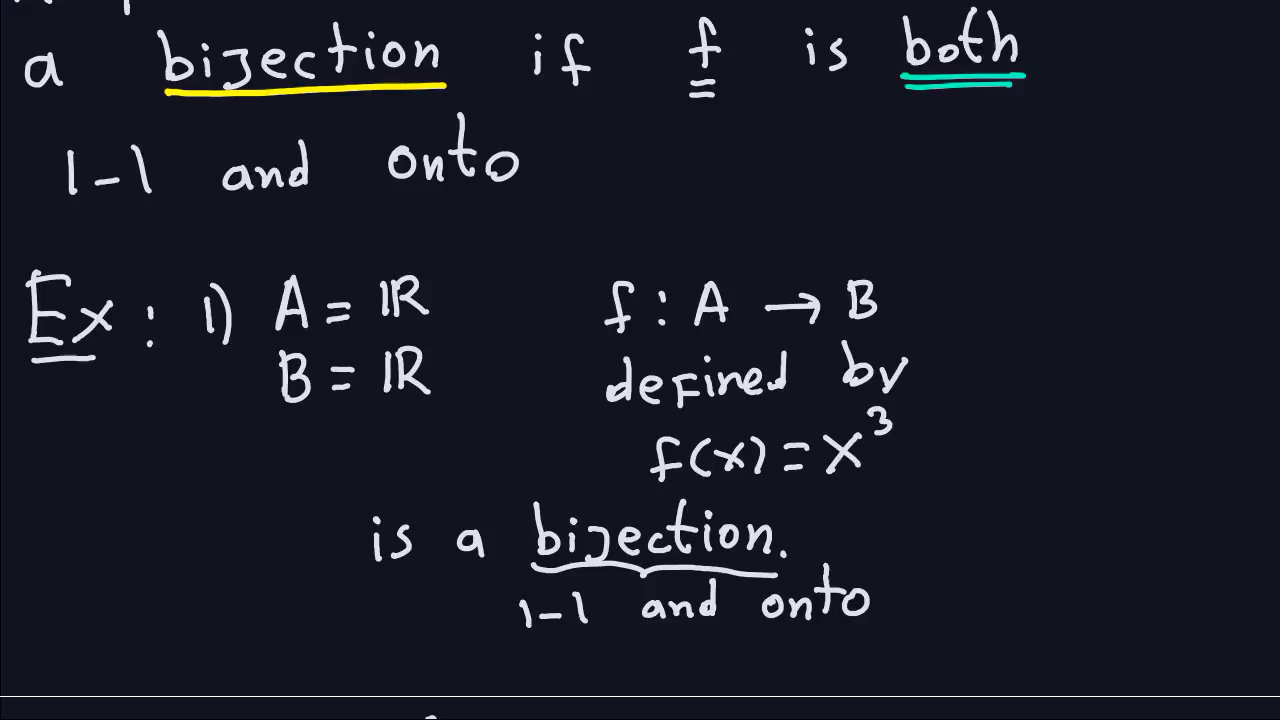 a bijection if f is both
1-1 and onto
Ex: 1) A = ℝ f: A → B
B = ℝ defined by
f(x) = x³
is a bijection.
1-1 and onto